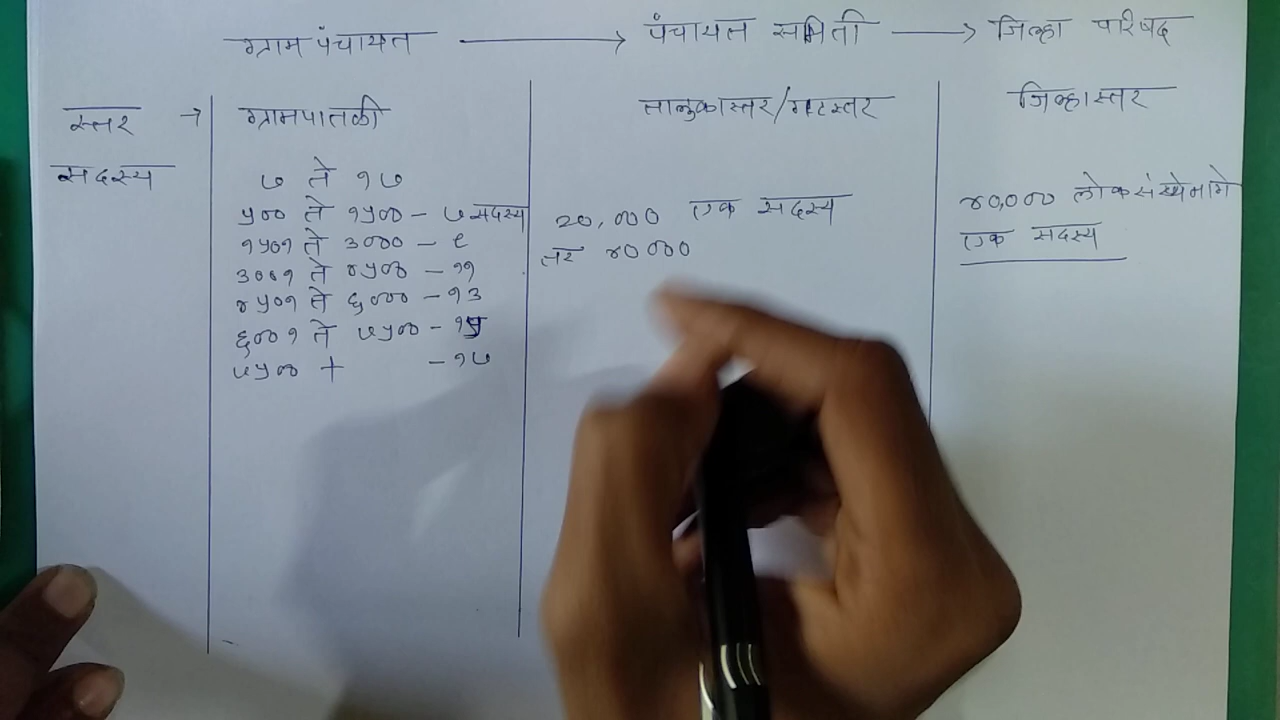 ग्राम पंचायत → पंचायत समिती → जिल्हा परिषद
स्तर → ग्रामपातळी
तालुकास्तर/गटस्तर
जिल्हास्तर
सदस्य
७ ते १७
५०० ते १५०० - ७ सदस्य
१५०१ ते ३००० - ९
३००१ ते ४५०० - ११
४५०१ ते ६००० - १३
६००१ ते ७५०० - १५
७५०० + - १७
२०,००० एक सदस्य
तर ४००००
४०,००० लोकसंख्येमागे
एक सदस्य